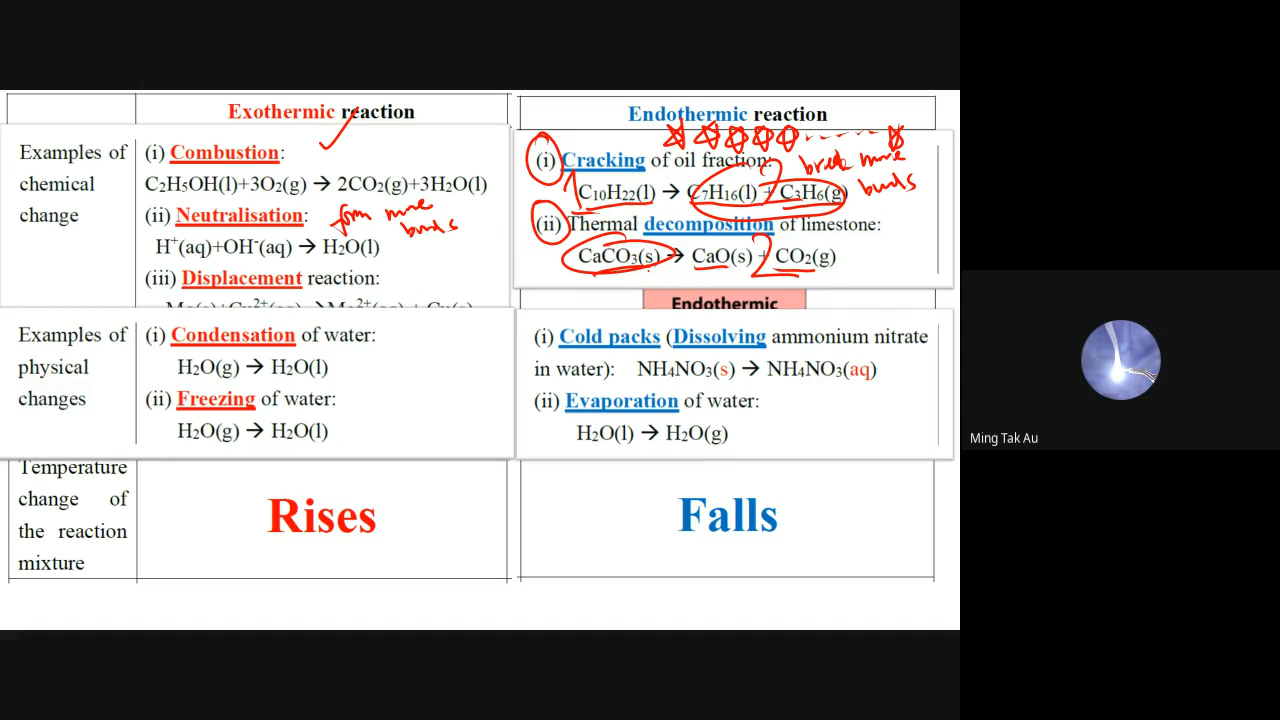 Exothermic reaction
Endothermic reaction
Examples of
chemical
change
(i) Combustion:
C2H5OH(l)+3O2(g) → 2CO2(g)+3H2O(l)
(ii) Neutralisation:
form more
bonds
H+(aq)+OH-(aq) → H2O(l)
(iii) Displacement reaction:
(i) Cracking of oil fraction:
break more
bonds
1
2
C10H22(l) → C7H16(l) + C3H6(g)
(ii) Thermal decomposition of limestone:
2
CaCO3(s) → CaO(s) + CO2(g)
Endothermic
Examples of
physical
changes
(i) Condensation of water:
H2O(g) → H2O(l)
(ii) Freezing of water:
H2O(g) → H2O(l)
(i) Cold packs (Dissolving ammonium nitrate
in water): NH4NO3(s) → NH4NO3(aq)
(ii) Evaporation of water:
H2O(l) → H2O(g)
Temperature
change of
the reaction
mixture
Rises
Falls
Ming Tak Au